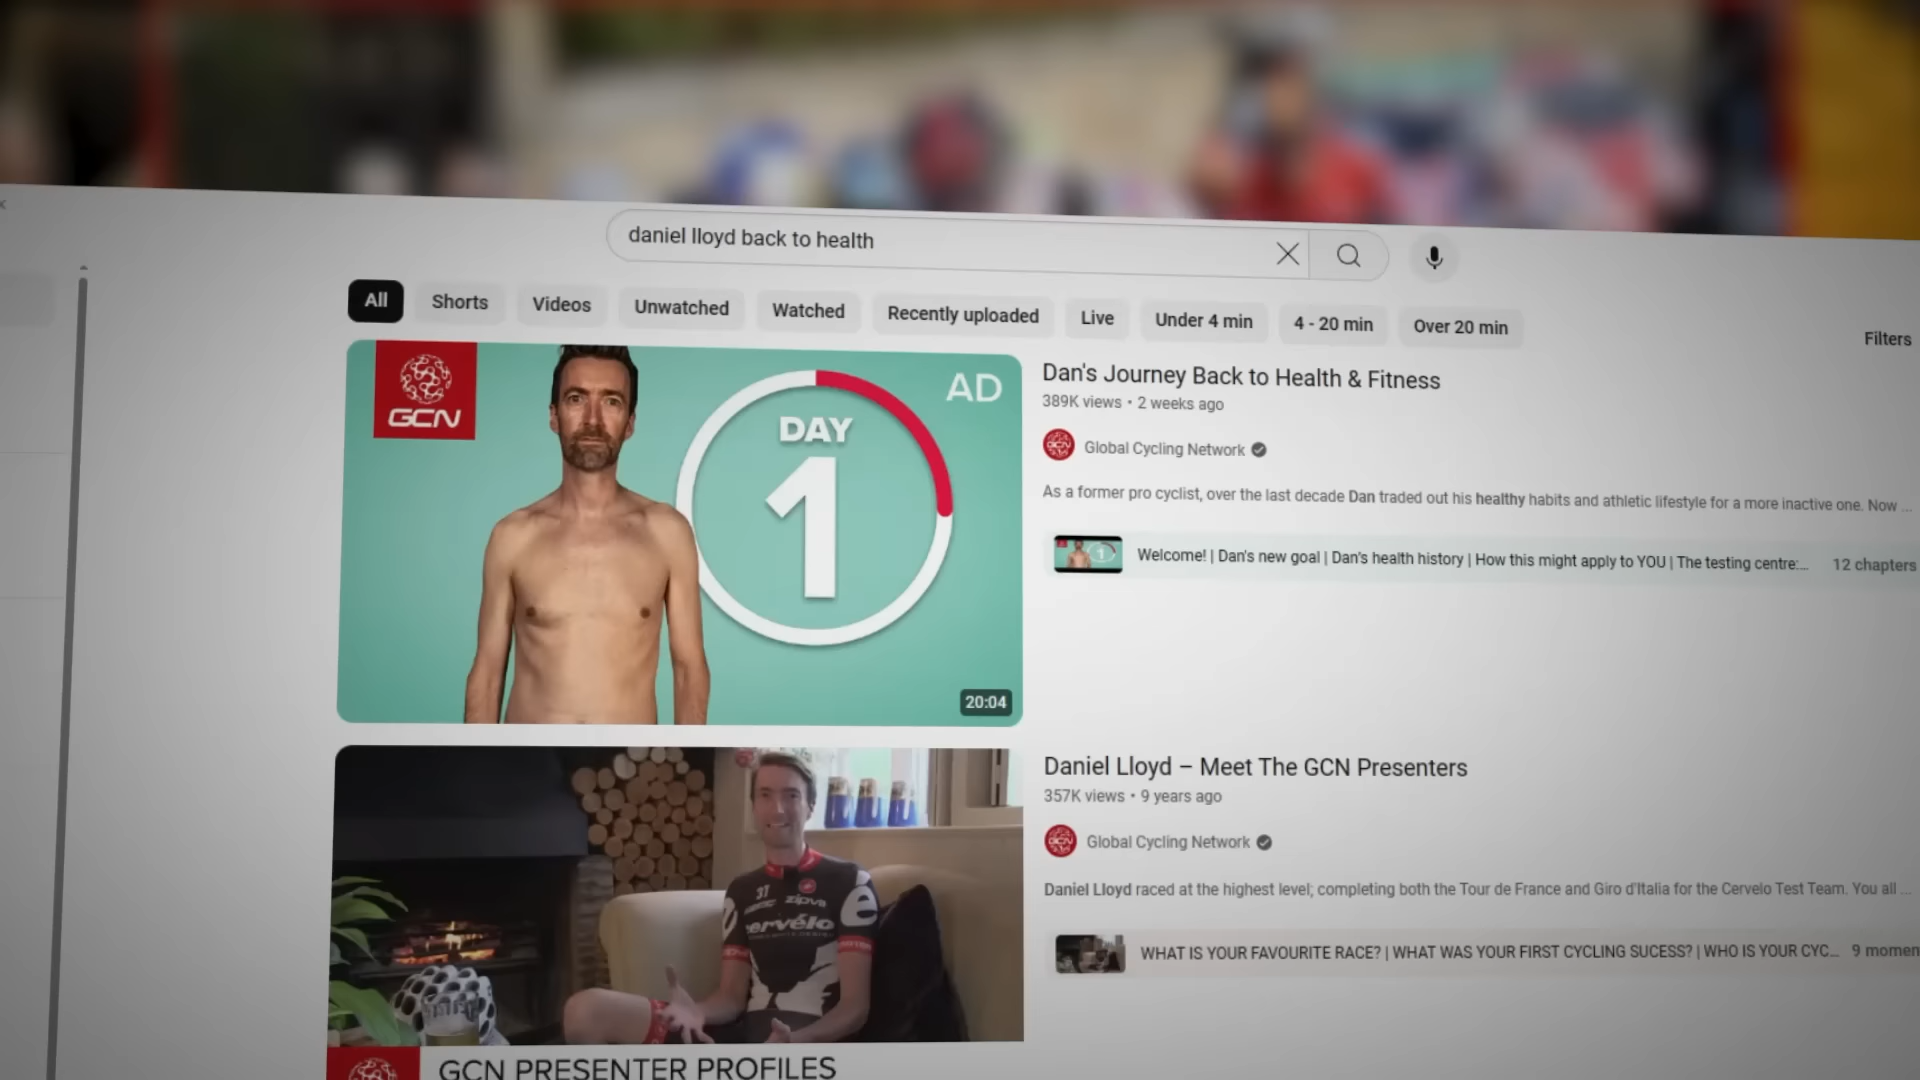 daniel lloyd back to health
All
Shorts
Videos
Unwatched
Watched
Recently uploaded
Live
Under 4 min
4 - 20 min
Over 20 min
Filters
GCN
DAY
1
AD
20:04
Dan's Journey Back to Health & Fitness
389K views • 2 weeks ago
Global Cycling Network
As a former pro cyclist, over the last decade Dan traded out his healthy habits and athletic lifestyle for a more inactive one. Now ...
Welcome! | Dan's new goal | Dan's health history | How this might apply to YOU | The testing centre:...
12 chapters
zipvit
cervélo
GCN PRESENTER PROFILES
Daniel Lloyd – Meet The GCN Presenters
357K views • 9 years ago
Global Cycling Network
Daniel Lloyd raced at the highest level; completing both the Tour de France and Giro d'Italia for the Cervelo Test Team. You all ...
WHAT IS YOUR FAVOURITE RACE? | WHAT WAS YOUR FIRST CYCLING SUCESS? | WHO IS YOUR CYC...
9 momen